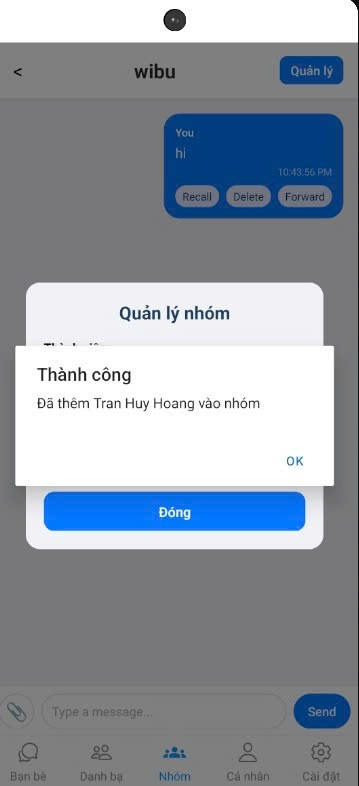 <
wibu
Quản lý
You
hi
10:43:56 PM
Recall
Delete
Forward
Quản lý nhóm
Thành công
Đã thêm Tran Huy Hoang vào nhóm
OK
Đóng
Type a message...
Send
Bạn bè
Danh bạ
Nhóm
Cá nhân
Cài đặt